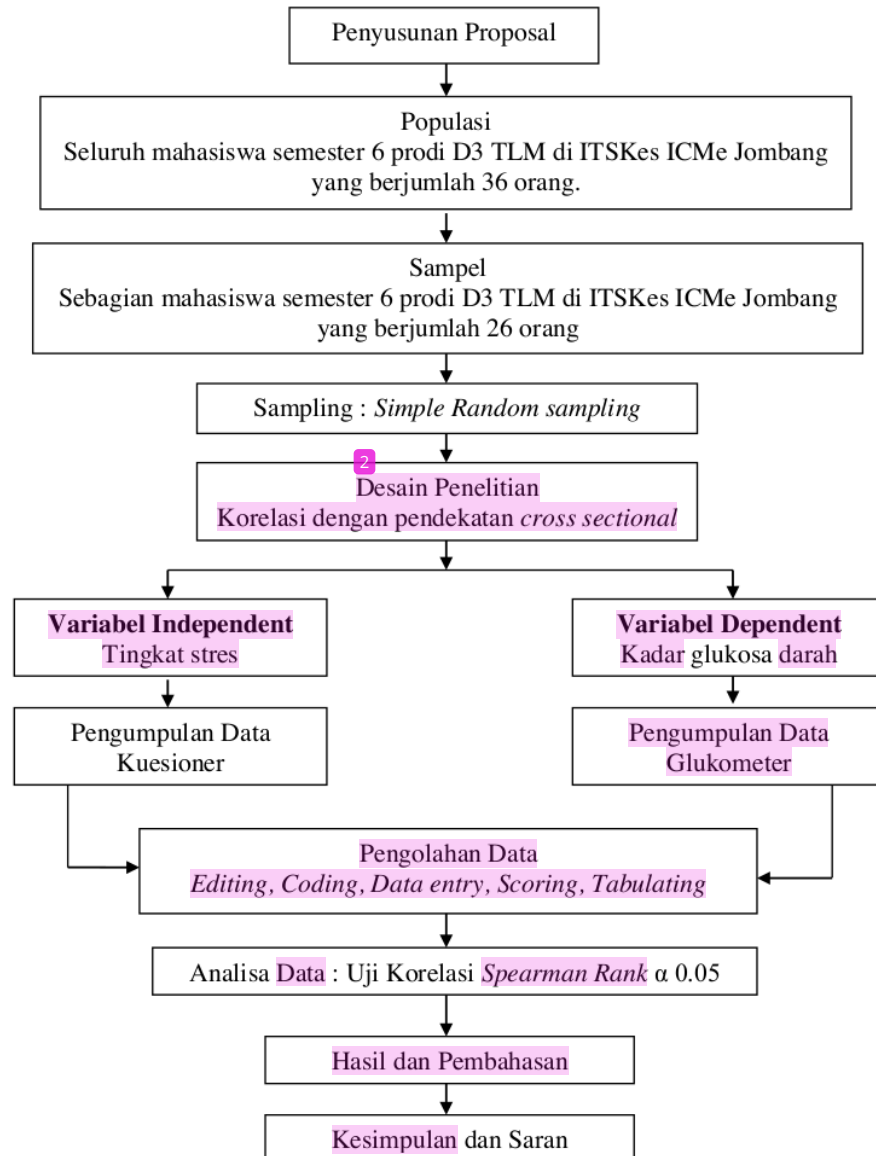 Penyusunan Proposal
Populasi
Seluruh mahasiswa semester 6 prodi D3 TLM di ITSKes ICMe Jombang
yang berjumlah 36 orang.
Sampel
Sebagian mahasiswa semester 6 prodi D3 TLM di ITSKes ICMe Jombang
yang berjumlah 26 orang
Sampling : Simple Random sampling
2
Desain Penelitian
Korelasi dengan pendekatan cross sectional
Variabel Independent
Tingkat stres
Variabel Dependent
Kadar glukosa darah
Pengumpulan Data
Kuesioner
Pengumpulan Data
Glukometer
Pengolahan Data
Editing, Coding, Data entry, Scoring, Tabulating
Analisa Data : Uji Korelasi Spearman Rank α 0.05
Hasil dan Pembahasan
Kesimpulan dan Saran